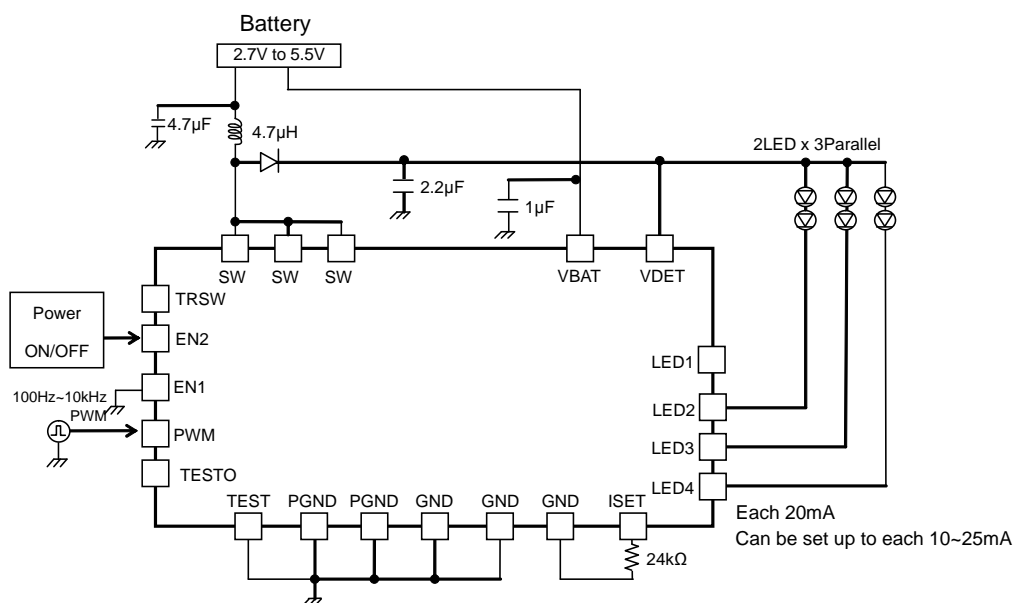 Battery
2.7V to 5.5V
4.7µF
4.7µH
2LED x 3Parallel
2.2µF
1µF
SW
SW
SW
VBAT
VDET
TRSW
Power
ON/OFF
EN2
LED1
EN1
100Hz~10kHz
PWM
LED2
PWM
LED3
TESTO
LED4
TEST
PGND
PGND
GND
GND
GND
ISET
Each 20mA
Can be set up to each 10~25mA
24kΩ